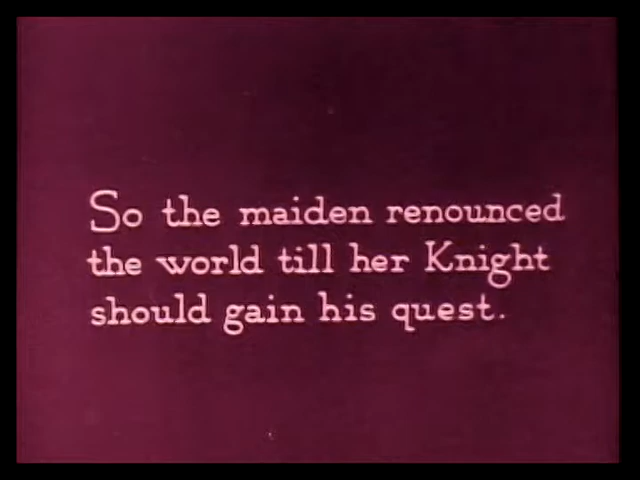 So the maiden renounced
the world till her Knight
should gain his quest.